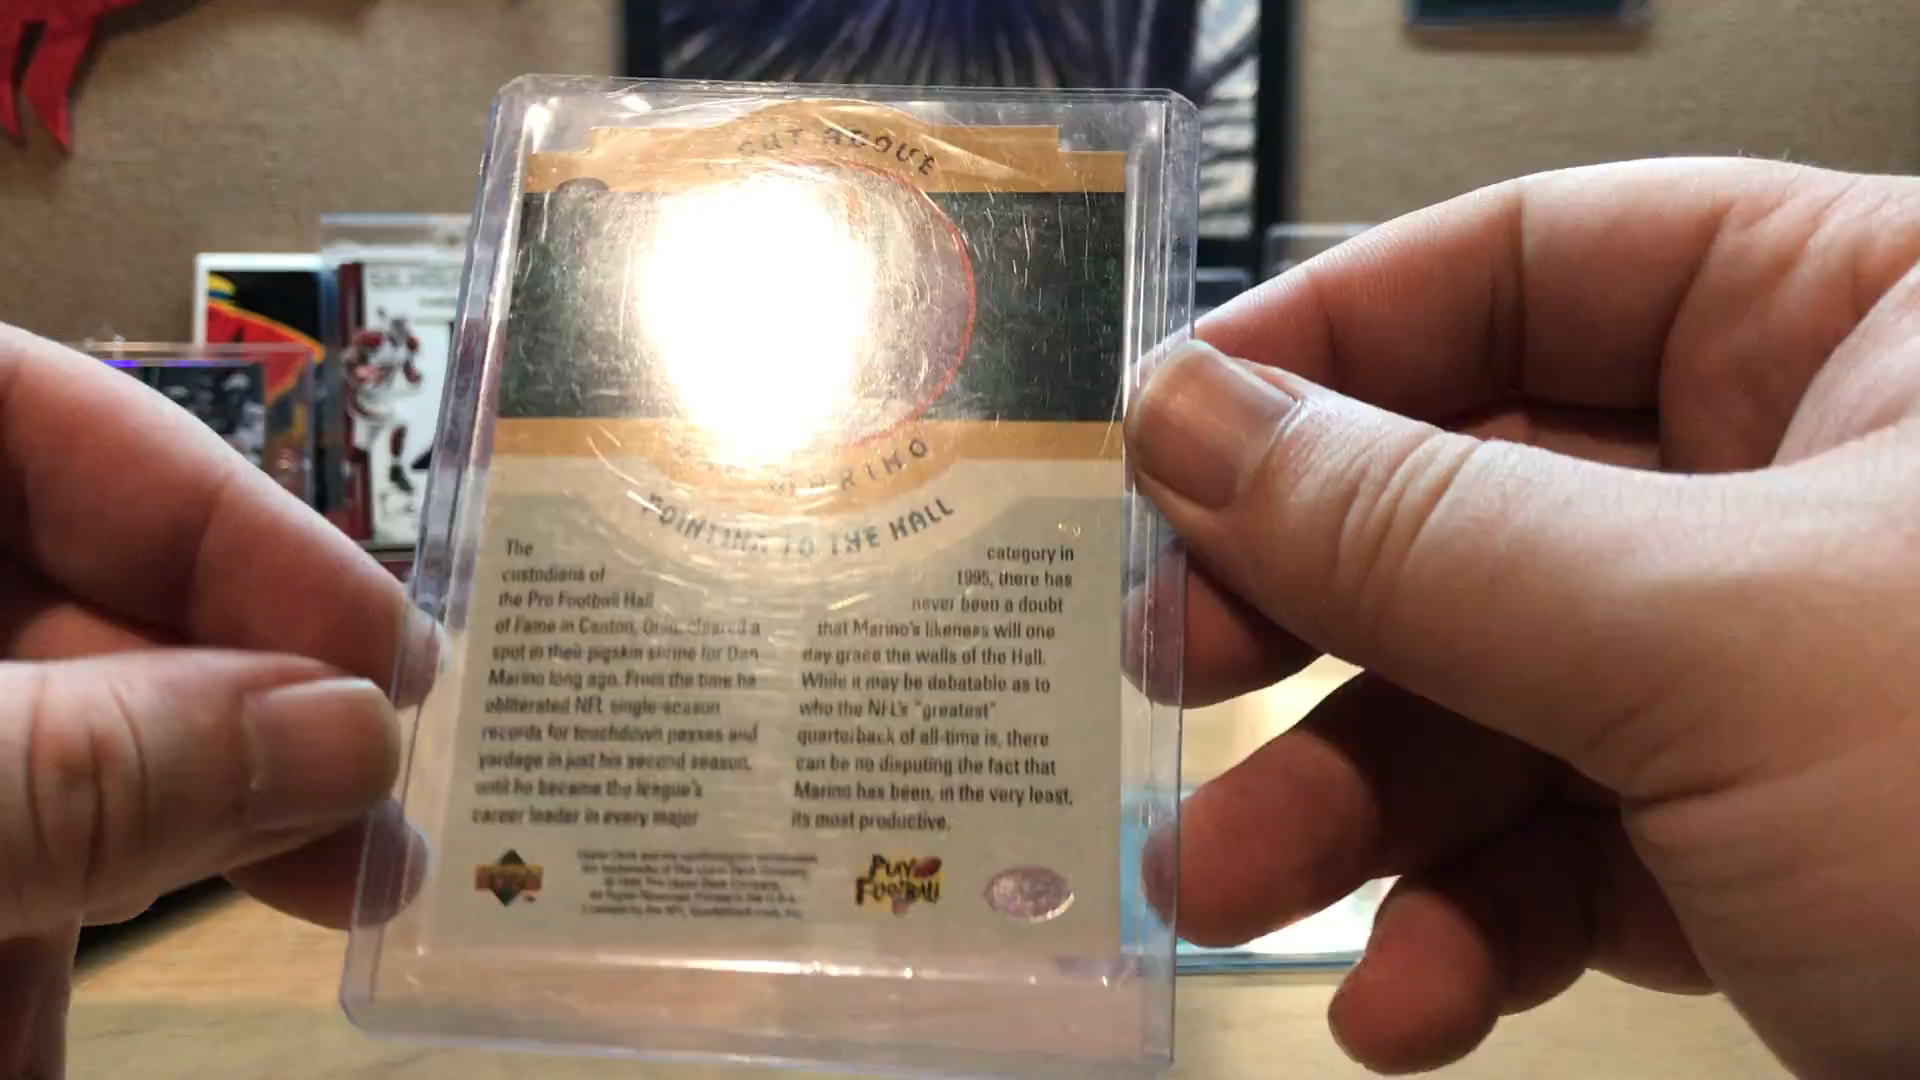 CUT ABOVE
MARINO
POINTING TO THE HALL
The
custodians of
the Pro Football Hall
of Fame in Canton, Ohio, cleared a
spot in their pigskin shrine for Dan
Marino long ago. From the time he
obliterated NFL single-season
records for touchdown passes and
yardage in just his second season,
until he became the league's
career leader in every major
category in
1995, there has
never been a doubt
that Marino's likeness will one
day grace the walls of the Hall.
While it may be debatable as to
who the NFL's "greatest"
quarterback of all-time is, there
can be no disputing the fact that
Marino has been, in the very least,
its most productive.
PLAY
FOOTBALL